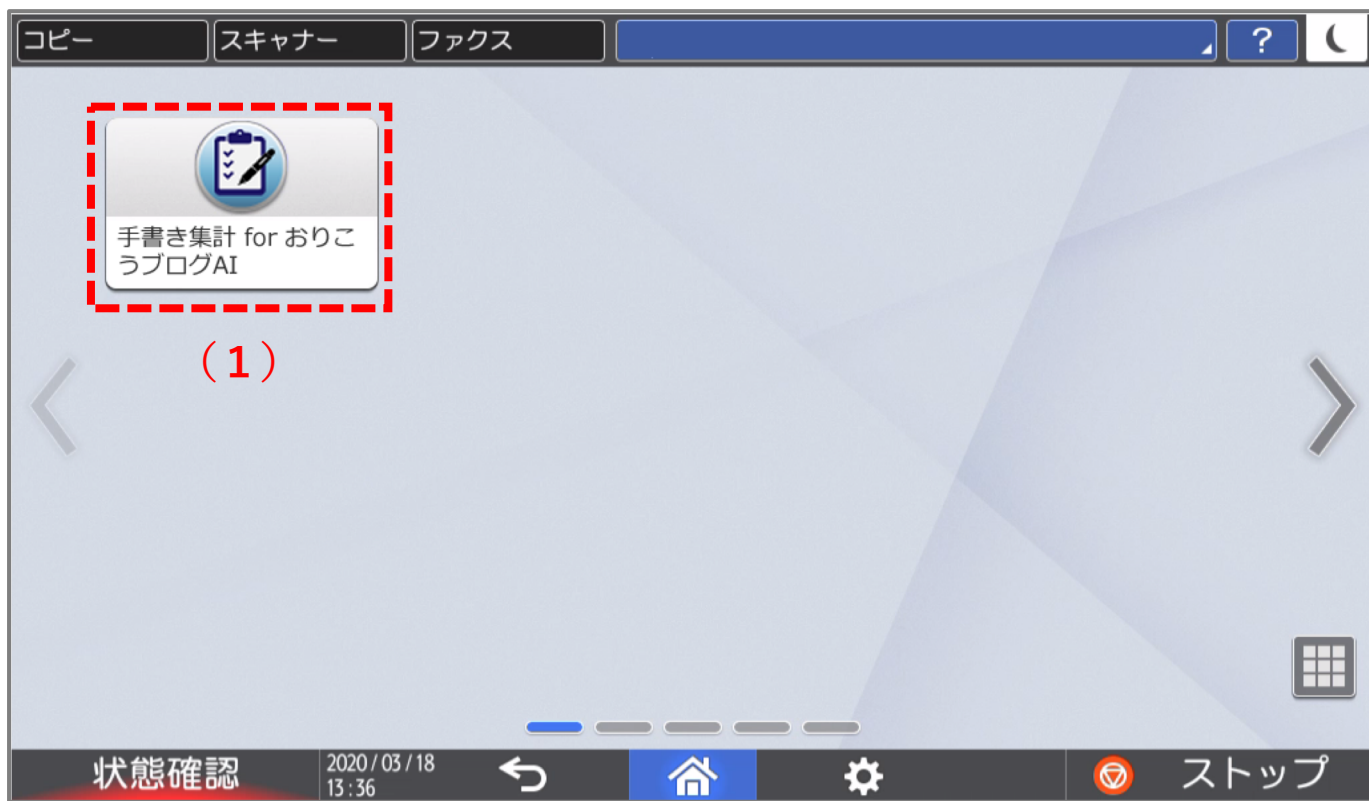 コピー
スキャナー
ファクス
?
手書き集計 for おりこ
うブログAI
（1）
状態確認
2020/03/18
13:36
ストップ